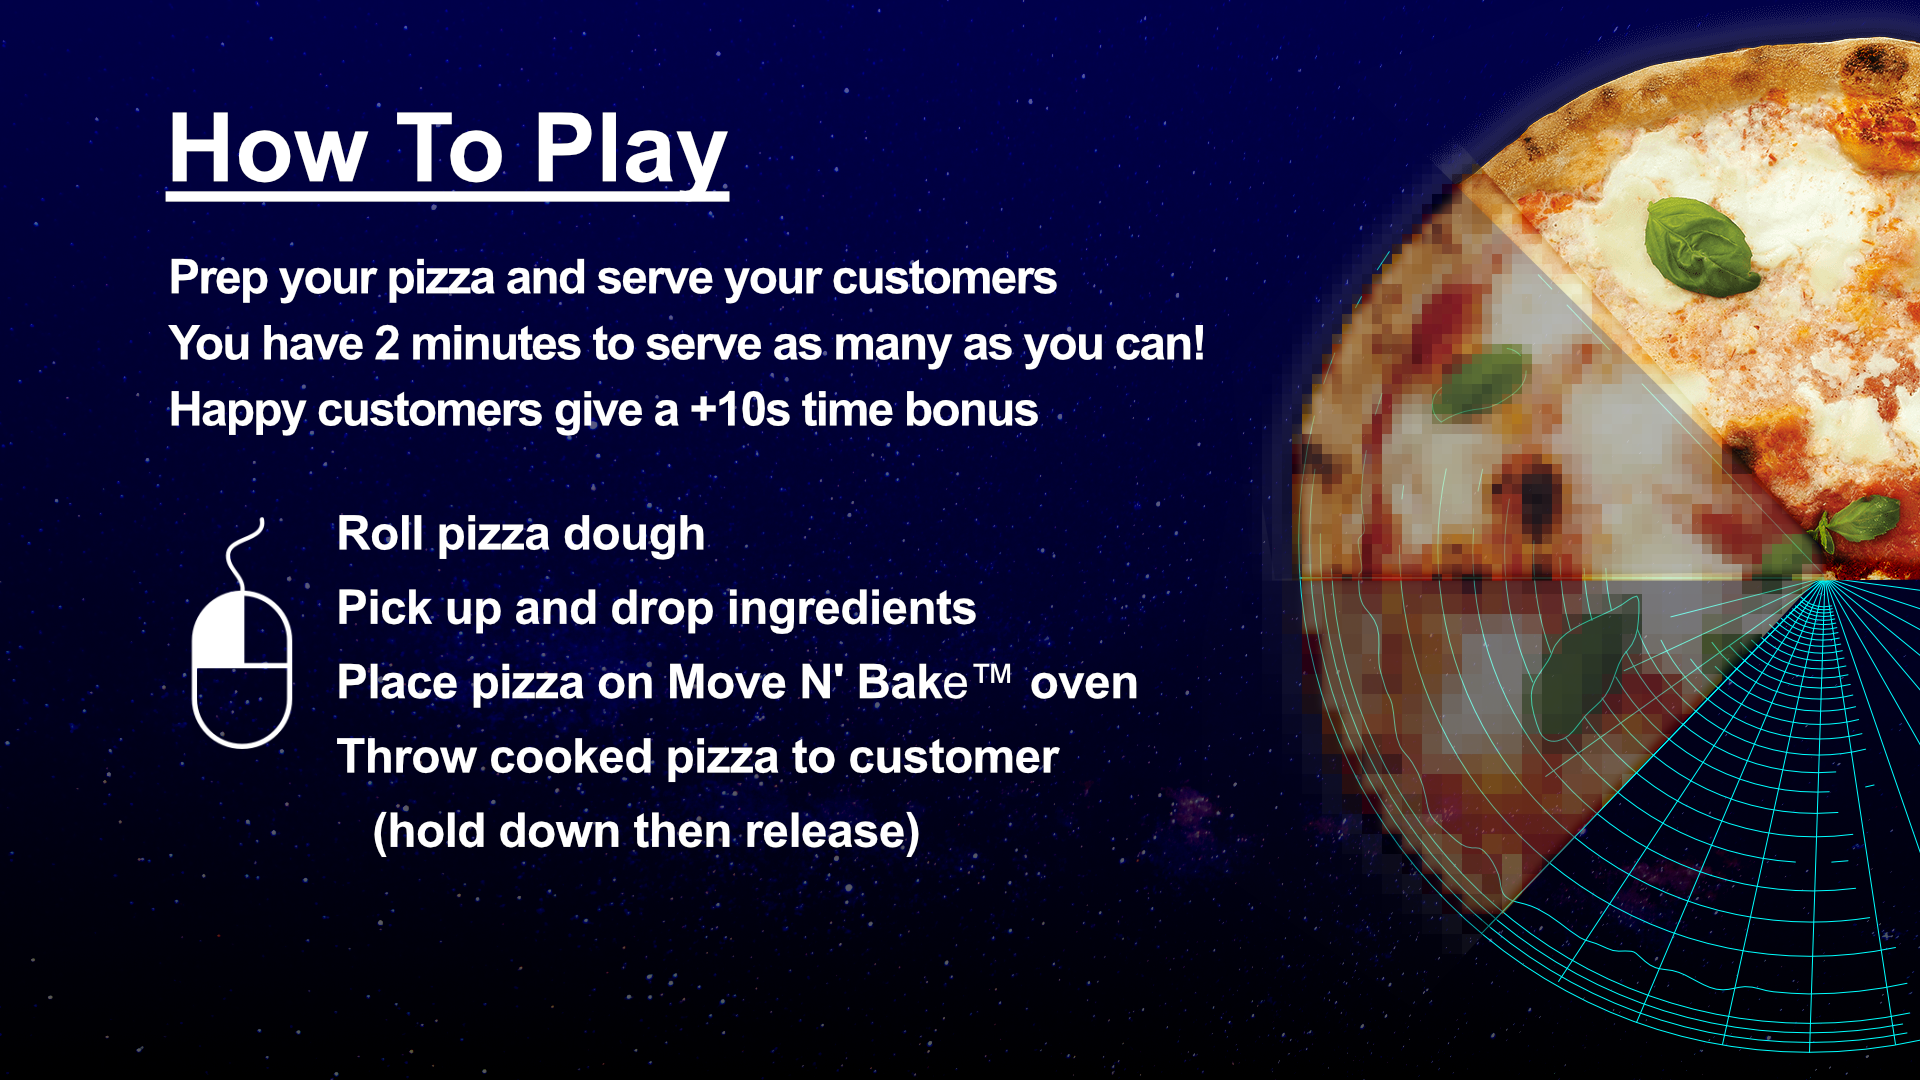 How To Play
Prep your pizza and serve your customers
You have 2 minutes to serve as many as you can!
Happy customers give a +10s time bonus
Roll pizza dough
Pick up and drop ingredients
Place pizza on Move N' Bake™ oven
Throw cooked pizza to customer
(hold down then release)